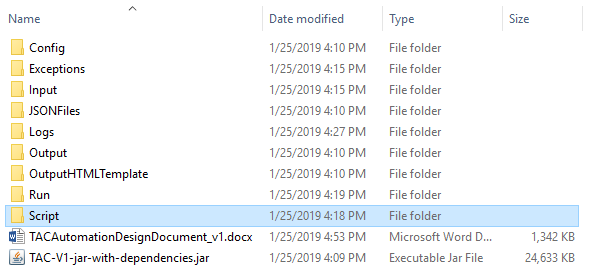 Name Date modified Type Size
Config 1/25/2019 4:10 PM File folder
Exceptions 1/25/2019 4:15 PM File folder
Input 1/25/2019 4:15 PM File folder
JSONFiles 1/25/2019 4:10 PM File folder
Logs 1/25/2019 4:27 PM File folder
Output 1/25/2019 4:10 PM File folder
OutputHTMLTemplate 1/25/2019 4:10 PM File folder
Run 1/25/2019 4:19 PM File folder
Script 1/25/2019 4:18 PM File folder
TACAutomationDesignDocument_v1.docx 1/25/2019 4:53 PM Microsoft Word D... 1,342 KB
TAC-V1-jar-with-dependencies.jar 1/25/2019 4:09 PM Executable Jar File 24,633 KB